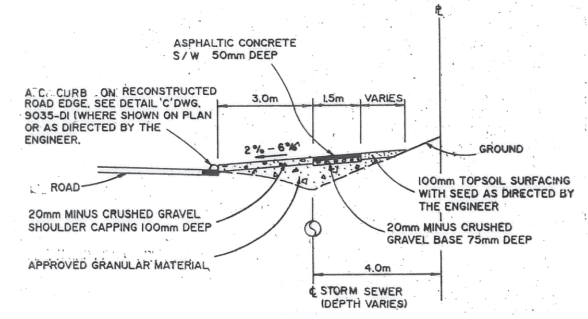 ASPHALTIC CONCRETE
S/W 50mm DEEP
A.C. CURB ON RECONSTRUCTED
ROAD EDGE. SEE DETAIL 'C' DWG.
9035-D1 (WHERE SHOWN ON PLAN
OR AS DIRECTED BY THE
ENGINEER.
3.0m
1.5m
VARIES
2%-6%
GROUND
ROAD
100mm TOPSOIL SURFACING
WITH SEED AS DIRECTED BY
THE ENGINEER
20mm MINUS CRUSHED GRAVEL
SHOULDER CAPPING 100mm DEEP
20mm MINUS CRUSHED
GRAVEL BASE 75mm DEEP
APPROVED GRANULAR MATERIAL
4.0m
℄ STORM SEWER
(DEPTH VARIES)